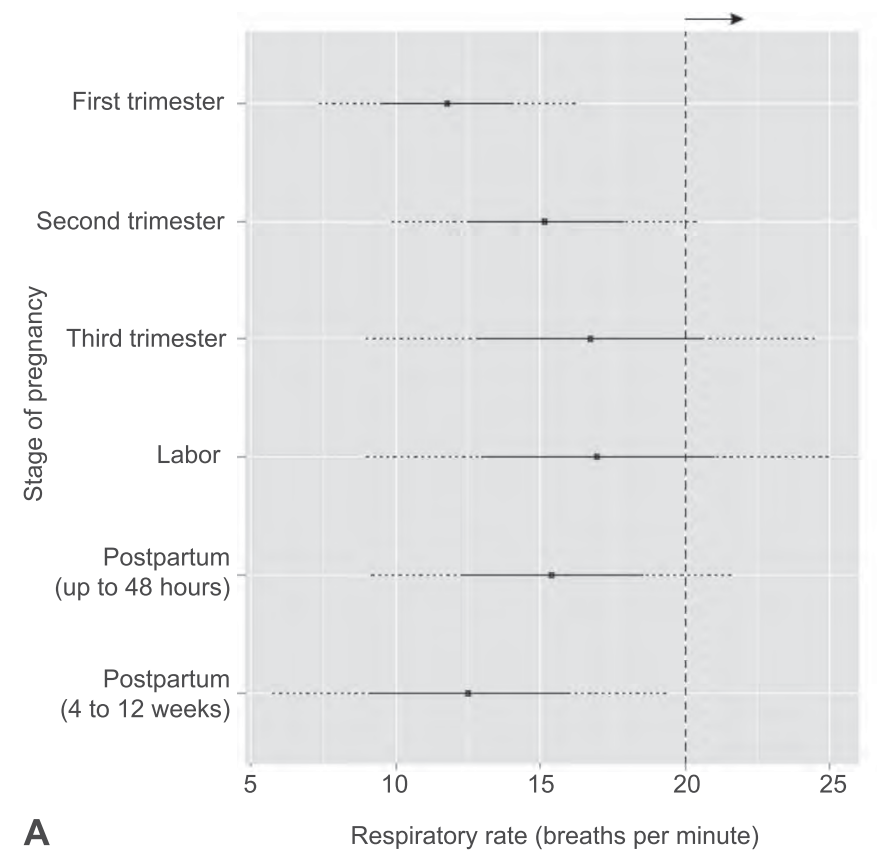 First trimester
Second trimester
Third trimester
Labor
Postpartum
(up to 48 hours)
Postpartum
(4 to 12 weeks)
Stage of pregnancy
5 10 15 20 25
A
Respiratory rate (breaths per minute)